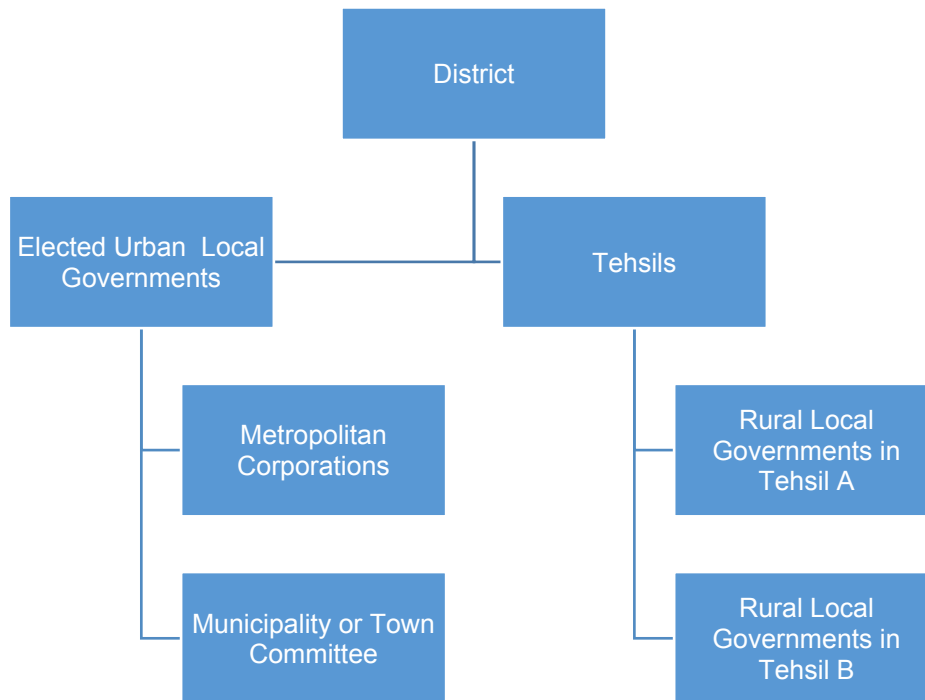 District
Elected Urban Local
Governments
Tehsils
Metropolitan
Corporations
Rural Local
Governments in
Tehsil A
Municipality or Town
Committee
Rural Local
Governments in
Tehsil B